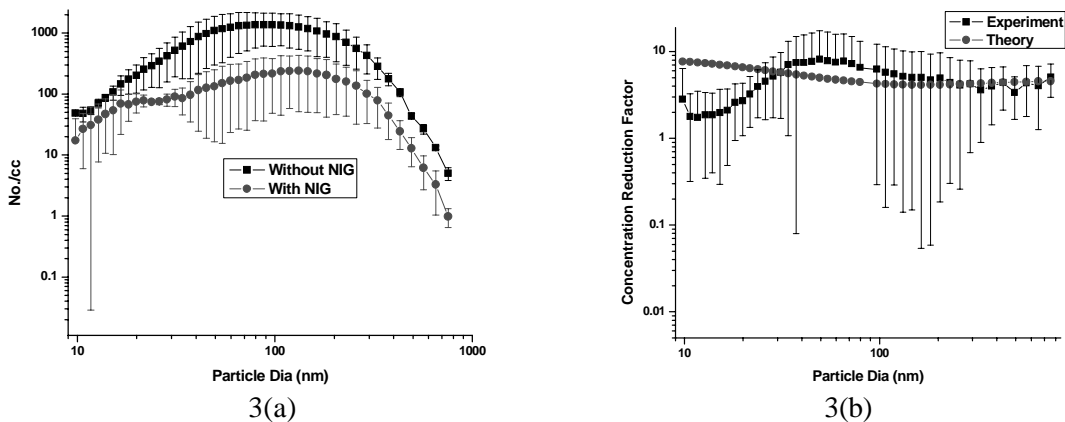 1000
100
10
1
0.1
No./cc
Without NIG
With NIG
10
100
1000
Particle Dia (nm)
3(a)
Experiment
Theory
10
1
0.1
0.01
Concentration Reduction Factor
10
100
Particle Dia (nm)
3(b)